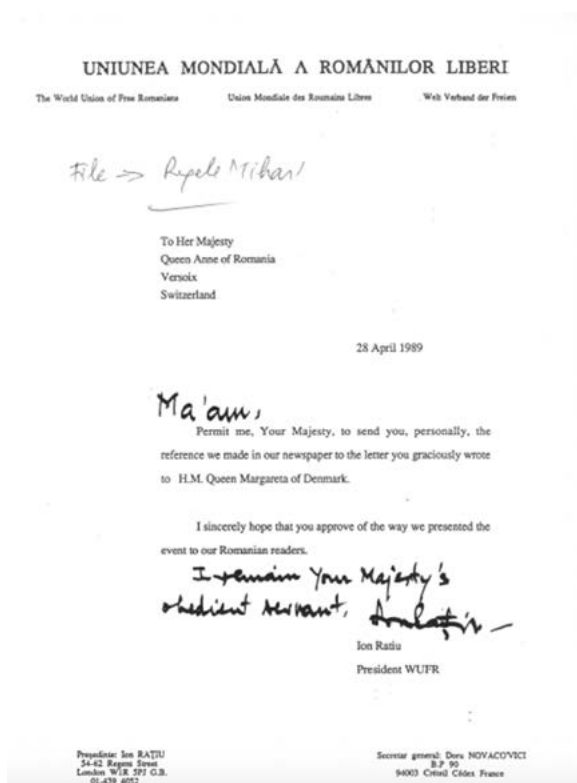 UNIUNEA MONDIALĂ A ROMÂNILOR LIBERI
The World Union of Free Romanians Union Mondiale des Roumains Libres Welt Verband der Freien
File → Regele Mihai
To Her Majesty
Queen Anne of Romania
Versoix
Switzerland
28 April 1989
Ma'am,
Permit me, Your Majesty, to send you, personally, the
reference we made in our newspaper to the letter you graciously wrote
to H.M. Queen Margareta of Denmark.
I sincerely hope that you approve of the way we presented the
event to our Romanian readers.
I remain Your Majesty's
obedient servant,
Ion Ratiu
President WUFR
Președinte: Ion RAȚIU
54-62 Regent Street
London W1R 5PJ G.B.
01-439 4052
Secretar general: Doru NOVACOVICI
B.P 90
94003 Créteil Cédex France